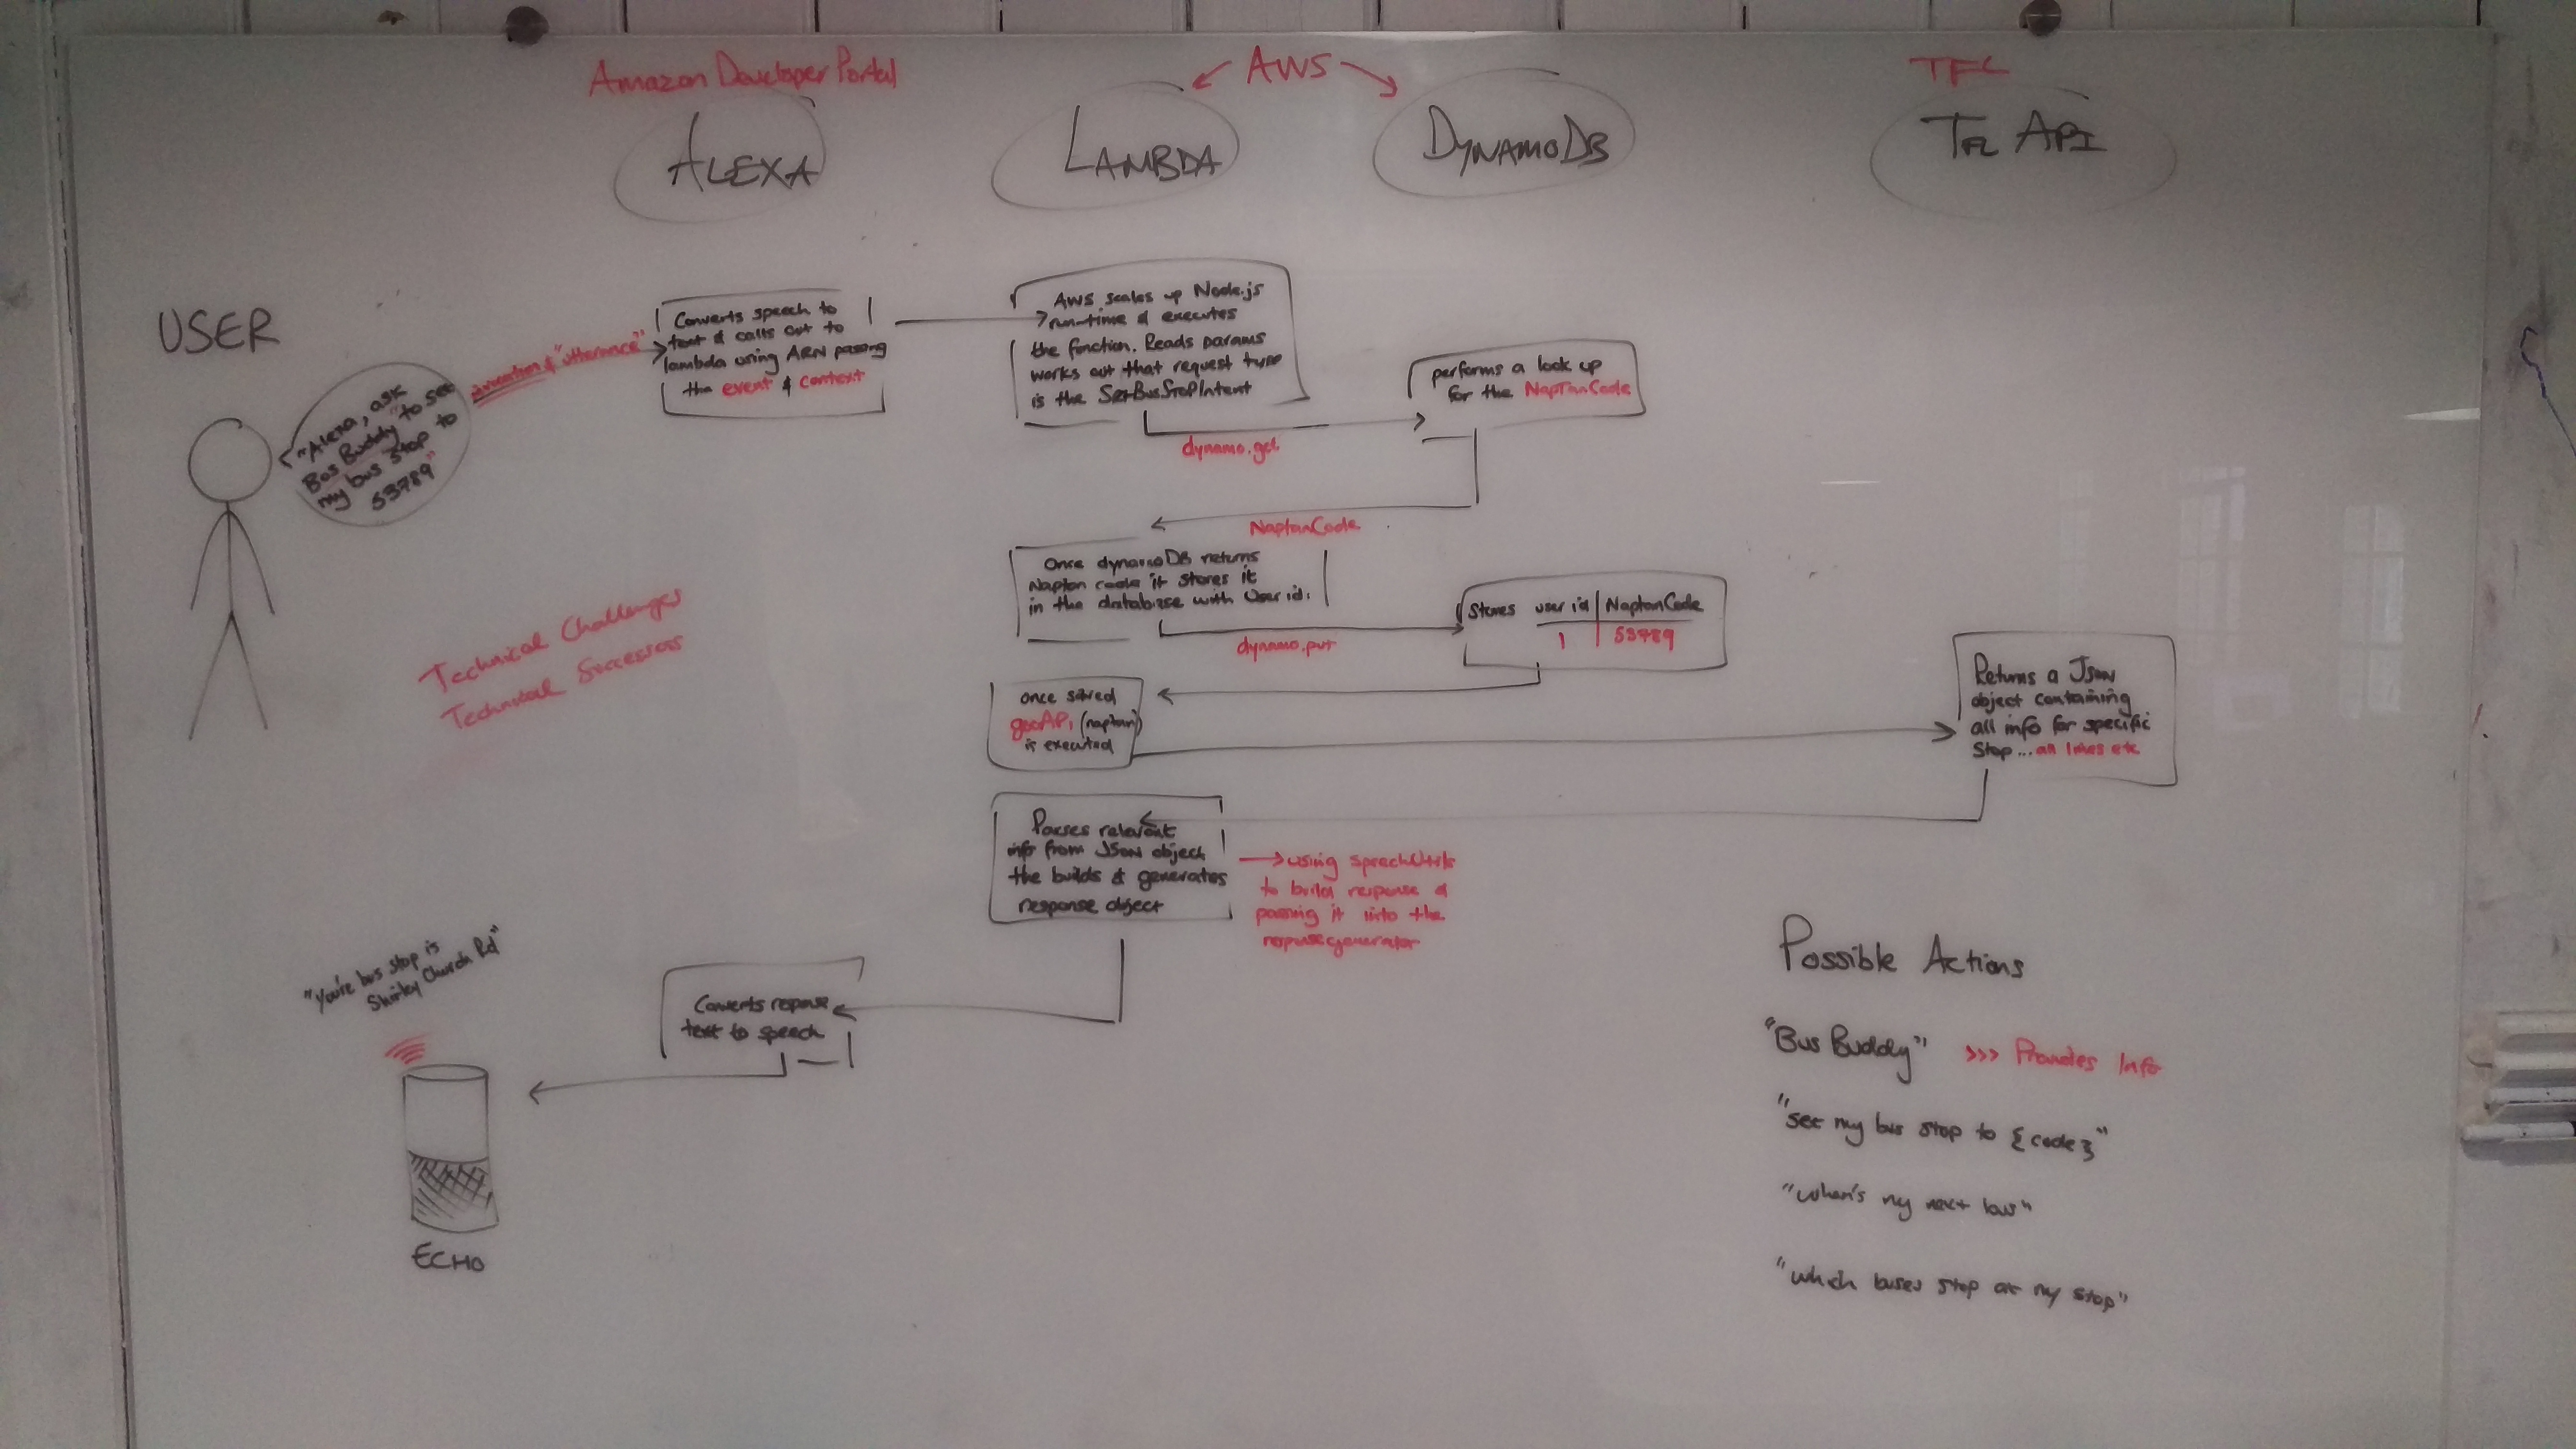 Amazon Developer Portal
AWS
TFL
ALEXA
LAMBDA
DYNAMODB
TFL API
USER
"Alexa, ask
Bus Buddy "to set
my bus stop to
53789"
invocation & "utterance"
Converts speech to
text & calls out to
lambda using ARN passing
the event & context
AWS scales up Node.js
run-time & executes
the function. Reads params
works out that request type
is the SetBusStopIntent
dynamo.get
performs a look up
for the NapTanCode
NaptanCode
Once dynamoDB returns
Naptan code it stores it
in the database with User id.
dynamo.put
Stores user id | NaptanCode
1 | 53789
once saved
(naptan)
is executed
Returns a JSON
object containing
all info for specific
Stop... all lines etc
Parses relevant
info from JSON object
the builds & generates
response object
using speechUtils
to build response &
passing it into the
Technical Challenges
Technical Successes
"You're bus stop is
Shirley Church Rd"
Converts response
text to speech
ECHO
Possible Actions
"Bus Buddy" >>> Provides Info
"set my bus stop to {code}"
"when's my next bus"
"which buses stop at my stop"